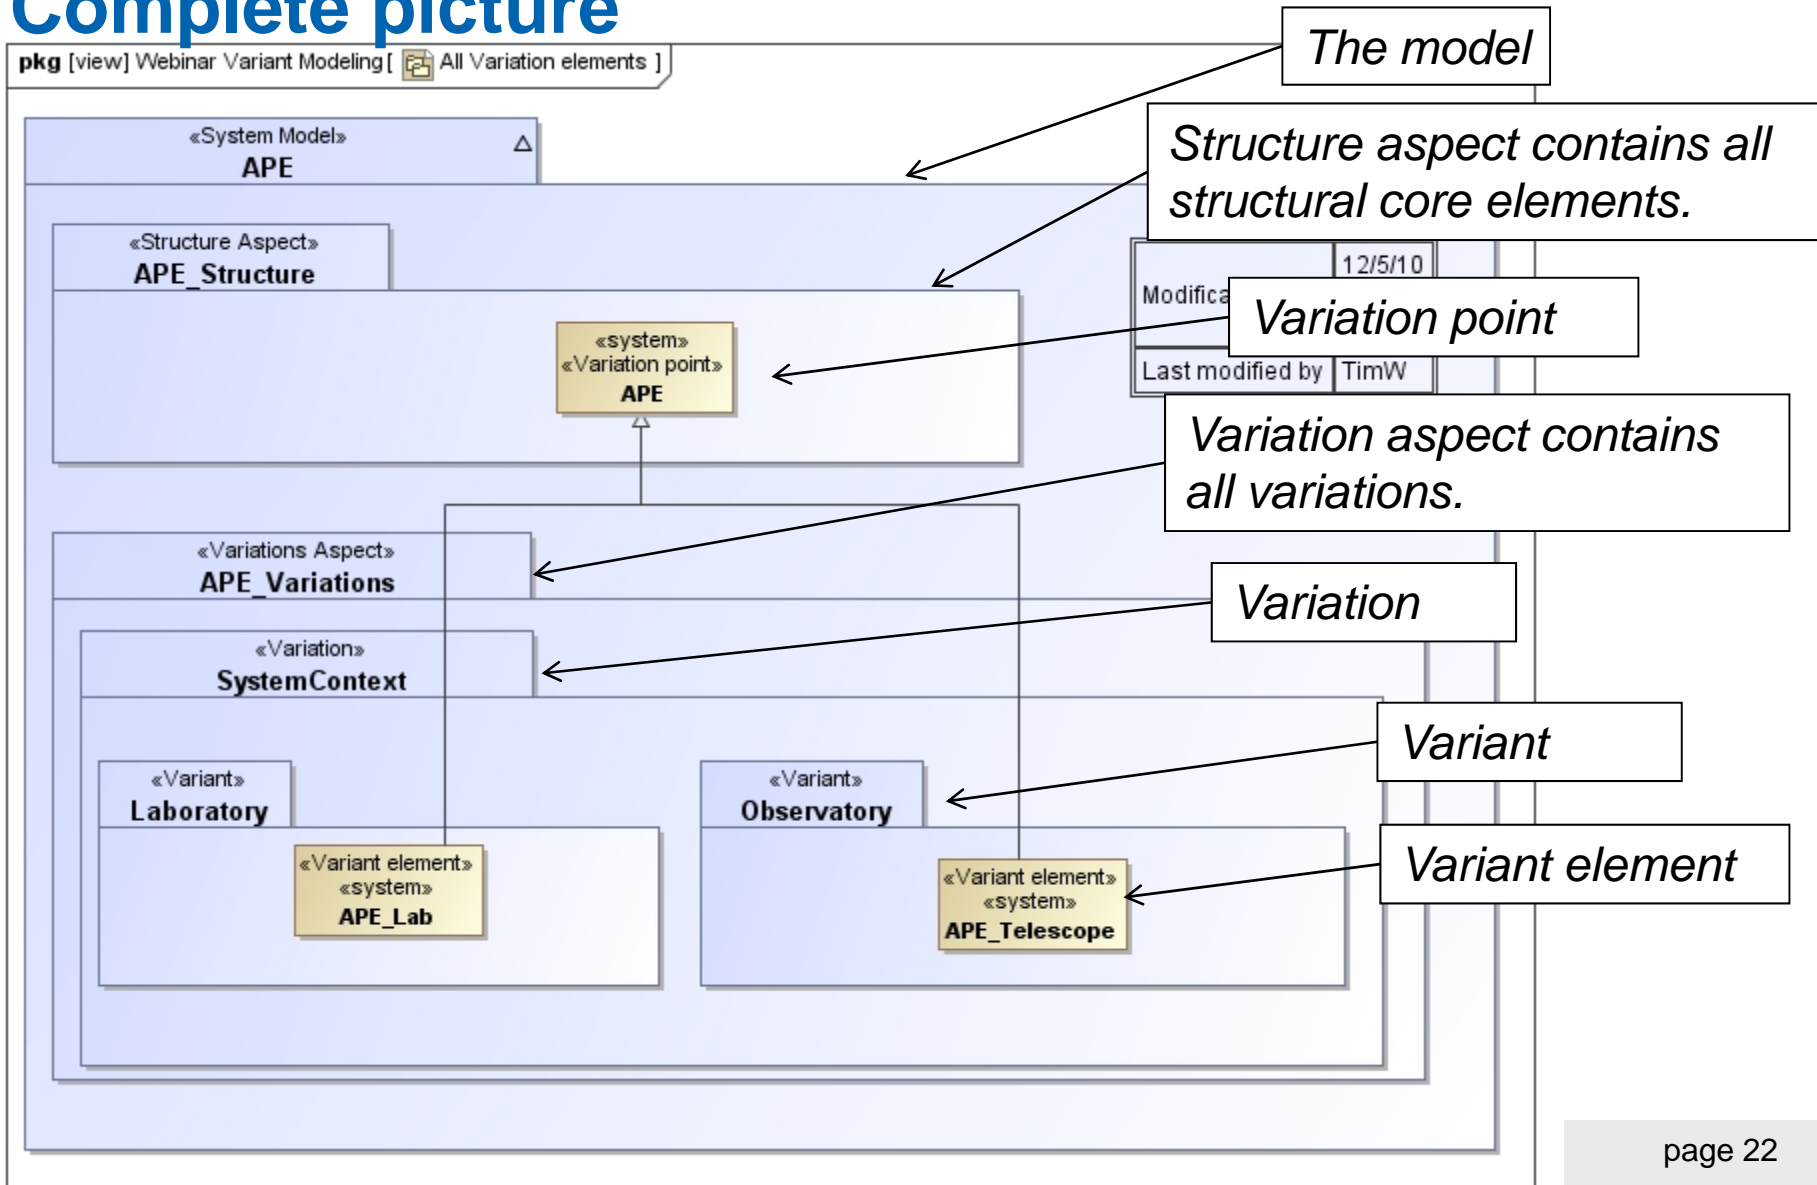 Complete picture
pkg [view] Webinar Variant Modeling [ All Variation elements ]
The model
«System Model»
APE
Structure aspect contains all
structural core elements.
«Structure Aspect»
APE_Structure
12/5/10
Variation point
«system»
«Variation point»
APE
Last modified by TimW
Variation aspect contains
all variations.
«Variations Aspect»
APE_Variations
Variation
«Variation»
SystemContext
Variant
«Variant»
Laboratory
«Variant»
Observatory
Variant element
«Variant element»
«system»
APE_Lab
«Variant element»
«system»
APE_Telescope
page 22